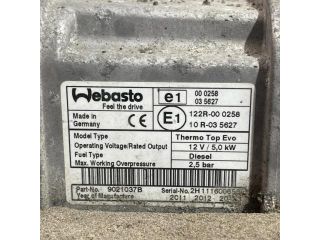 Webasto
Feel the drive
e1
00 0258
03 5627
Made in
Germany
CE
E1
122R-00 0258
10 R-03 5627
Model Type
Thermo Top Evo
Operating Voltage/Rated Output
12 V / 5,0 kW
Fuel Type
Diesel
Max. Working Overpressure
2,5 bar
Part-No.
9021037B
Serial-No.
Year of Manufacture
2011 2012